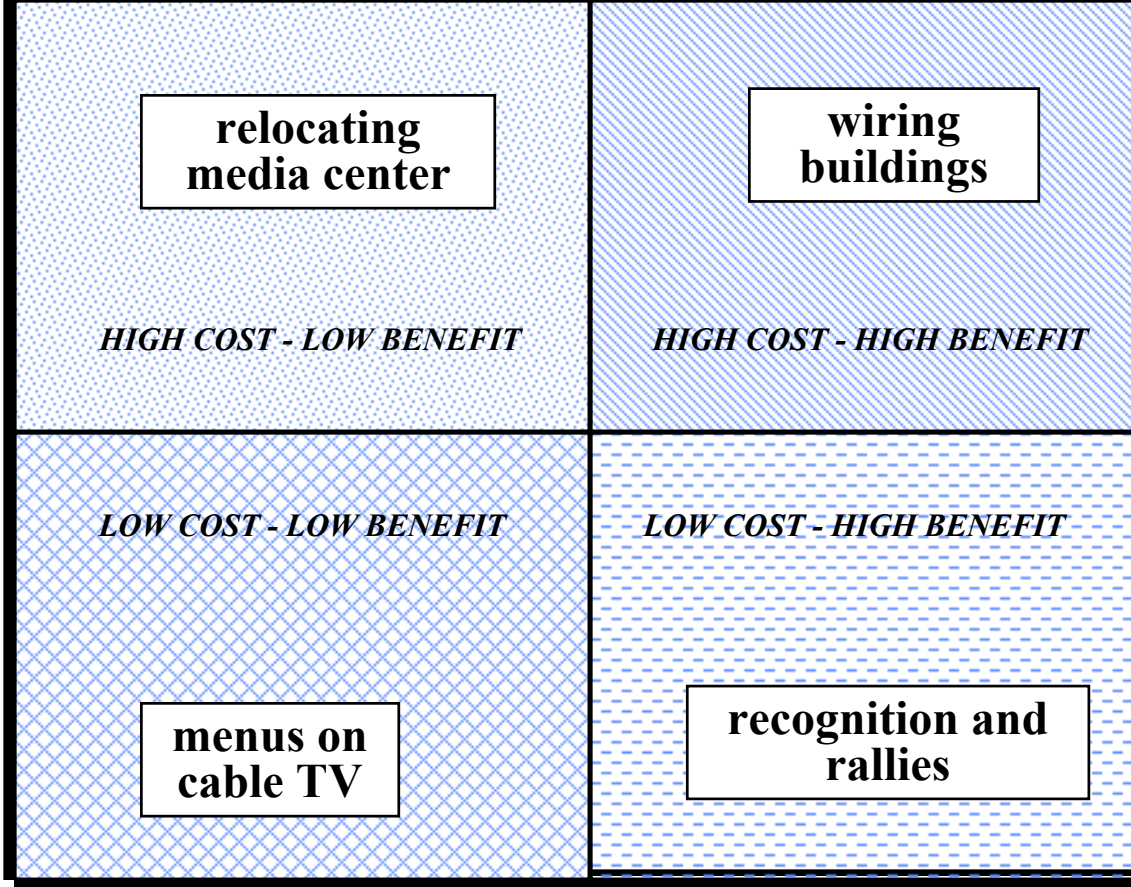 relocating
media center
HIGH COST - LOW BENEFIT
wiring
buildings
HIGH COST - HIGH BENEFIT
LOW COST - LOW BENEFIT
menus on
cable TV
LOW COST - HIGH BENEFIT
recognition and
rallies